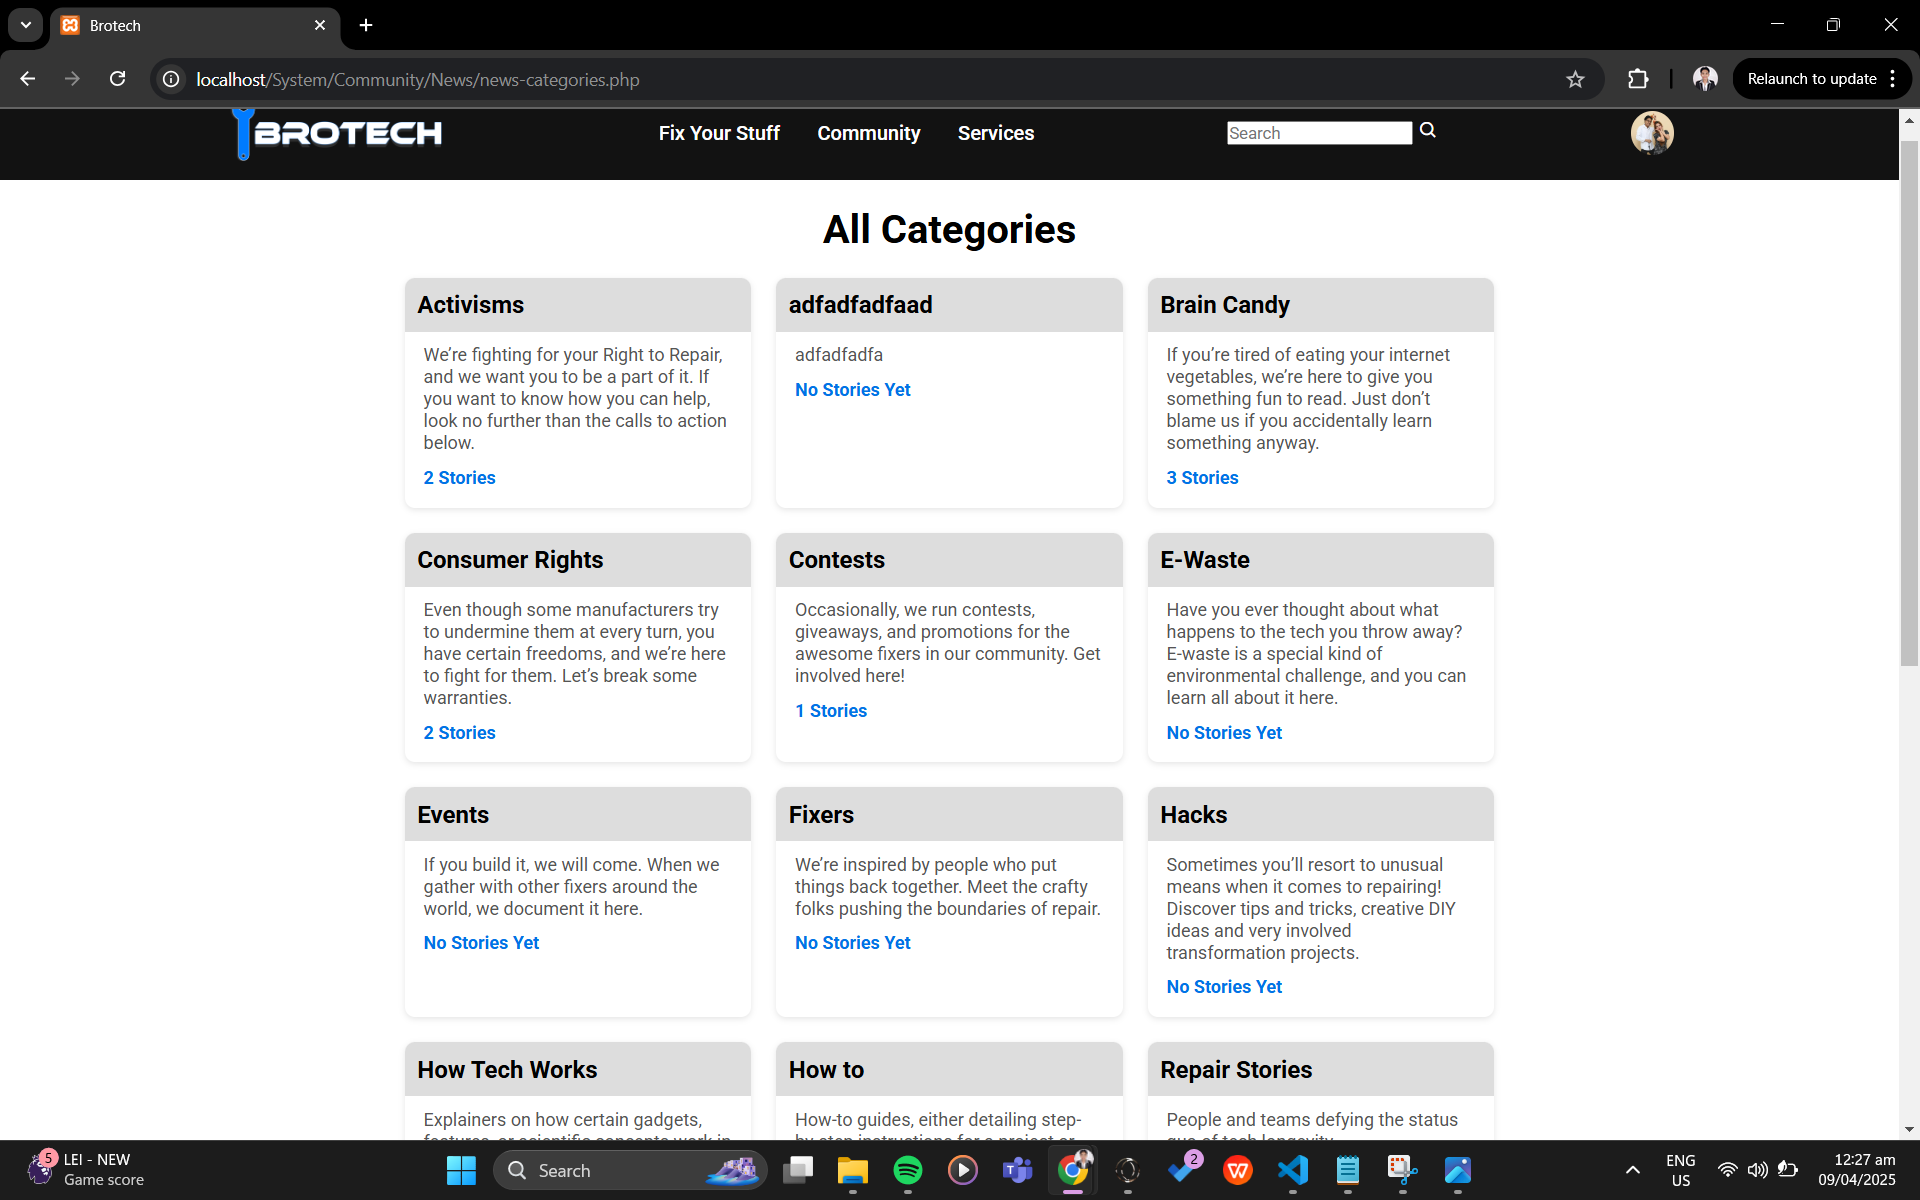 Brotech
localhost/System/Community/News/news-categories.php
Relaunch to update
BROTECH
Fix Your Stuff
Community
Services
Search
All Categories
Activisms
We’re fighting for your Right to Repair,
and we want you to be a part of it. If
you want to know how you can help,
look no further than the calls to action
below.
2 Stories
adfadfadfaad
adfadfadfa
No Stories Yet
Brain Candy
If you’re tired of eating your internet
vegetables, we’re here to give you
something fun to read. Just don’t
blame us if you accidentally learn
something anyway.
3 Stories
Consumer Rights
Even though some manufacturers try
to undermine them at every turn, you
have certain freedoms, and we’re here
to fight for them. Let’s break some
warranties.
2 Stories
Contests
Occasionally, we run contests,
giveaways, and promotions for the
awesome fixers in our community. Get
involved here!
1 Stories
E-Waste
Have you ever thought about what
happens to the tech you throw away?
E-waste is a special kind of
environmental challenge, and you can
learn all about it here.
No Stories Yet
Events
If you build it, we will come. When we
gather with other fixers around the
world, we document it here.
No Stories Yet
Fixers
We’re inspired by people who put
things back together. Meet the crafty
folks pushing the boundaries of repair.
No Stories Yet
Hacks
Sometimes you’ll resort to unusual
means when it comes to repairing!
Discover tips and tricks, creative DIY
ideas and very involved
transformation projects.
No Stories Yet
How Tech Works
Explainers on how certain gadgets,
How to
How-to guides, either detailing step-
Repair Stories
People and teams defying the status
5
LEI - NEW
Game score
Search
2
ENG
US
12:27 am
09/04/2025